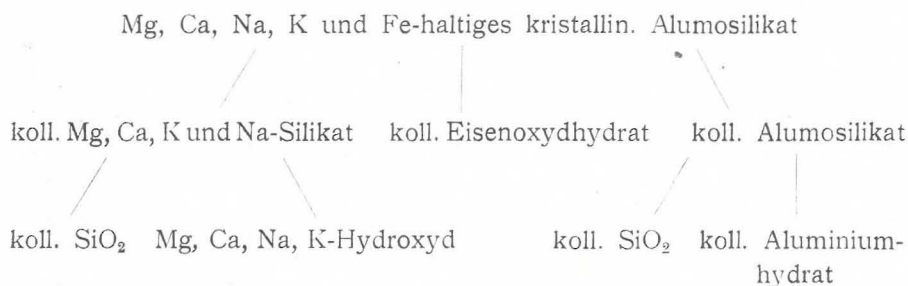 Mg, Ca, Na, K und Fe-haltiges kristallin. Alumosilikat
koll. Mg, Ca, K und Na-Silikat koll. Eisenoxydhydrat koll. Alumosilikat
koll. SiO₂ Mg, Ca, Na, K-Hydroxyd koll. SiO₂ koll. Aluminium-
hydrat